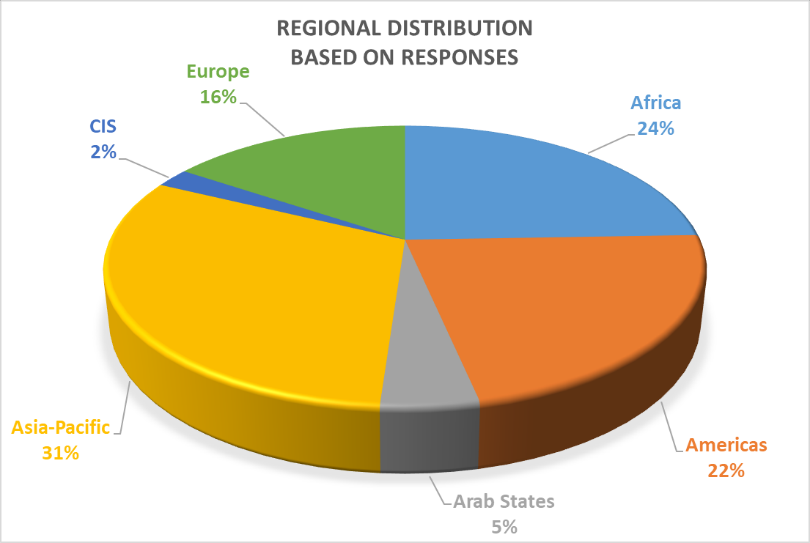 REGIONAL DISTRIBUTION
BASED ON RESPONSES
Europe
16%
Africa
24%
CIS
2%
Asia-Pacific
31%
Americas
22%
Arab States
5%